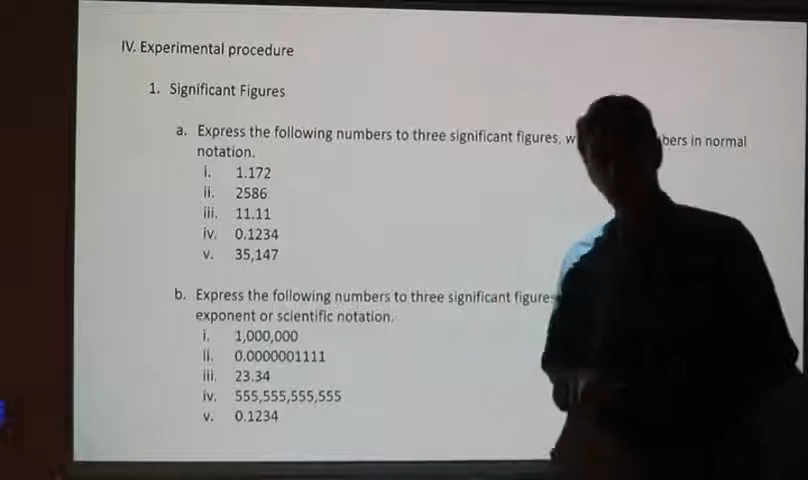 IV. Experimental procedure
1. Significant Figures
a. Express the following numbers to three significant figures, w bers in normal
notation.
i. 1.172
ii. 2586
iii. 11.11
iv. 0.1234
v. 35,147
b. Express the following numbers to three significant figures
exponent or scientific notation.
i. 1,000,000
ii. 0.0000001111
iii. 23.34
iv. 555,555,555,555
v. 0.1234